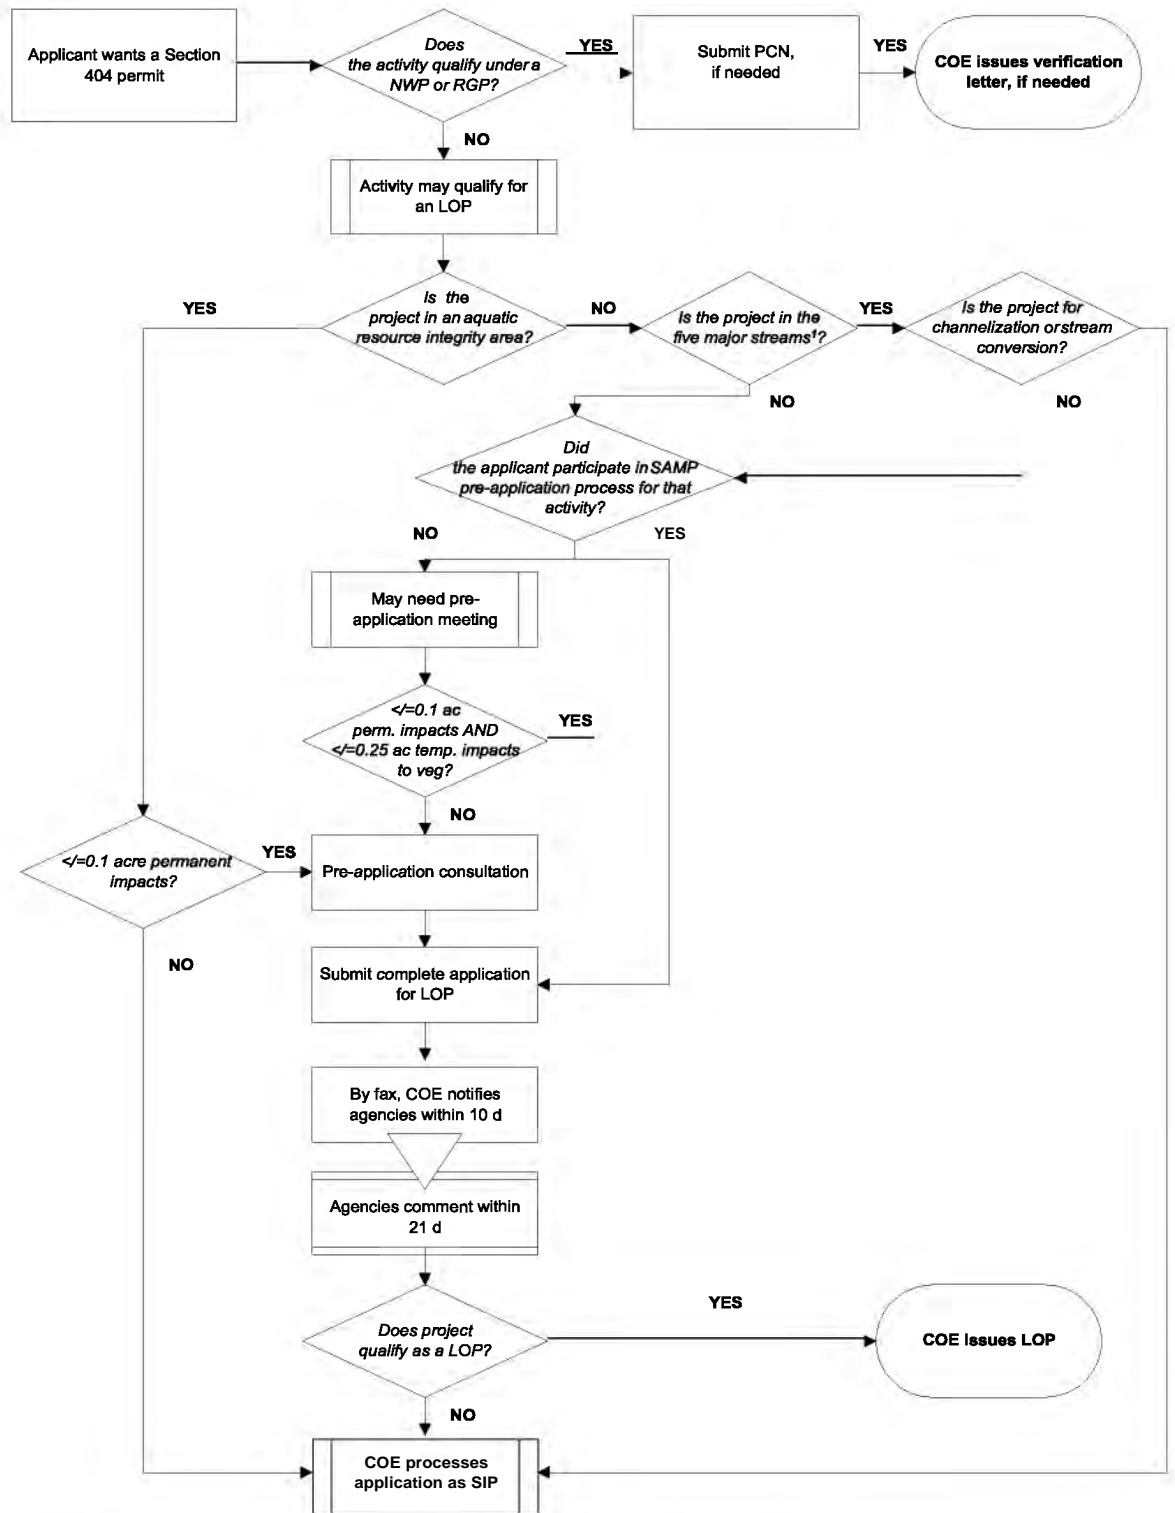 Applicant wants a Section
404 permit
Does
the activity qualify under a
NWP or RGP?
YES
Submit PCN,
if needed
YES
COE issues verification
letter, if needed
NO
Activity may qualify for
an LOP
YES
Is the
project in an aquatic
resource integrity area?
NO
Is the project in the
five major streams¹?
YES
Is the project for
channelization or stream
conversion?
NO
NO
Did
the applicant participate in SAMP
pre-application process for that
activity?
NO
YES
May need pre-
application meeting
</=0.1 ac
perm. impacts AND
</=0.25 ac temp. impacts
to veg?
YES
NO
</=0.1 acre permanent
impacts?
YES
Pre-application consultation
NO
Submit complete application
for LOP
By fax, COE notifies
agencies within 10 d
Agencies comment within
21 d
Does project
qualify as a LOP?
YES
COE Issues LOP
NO
COE processes
application as SIP